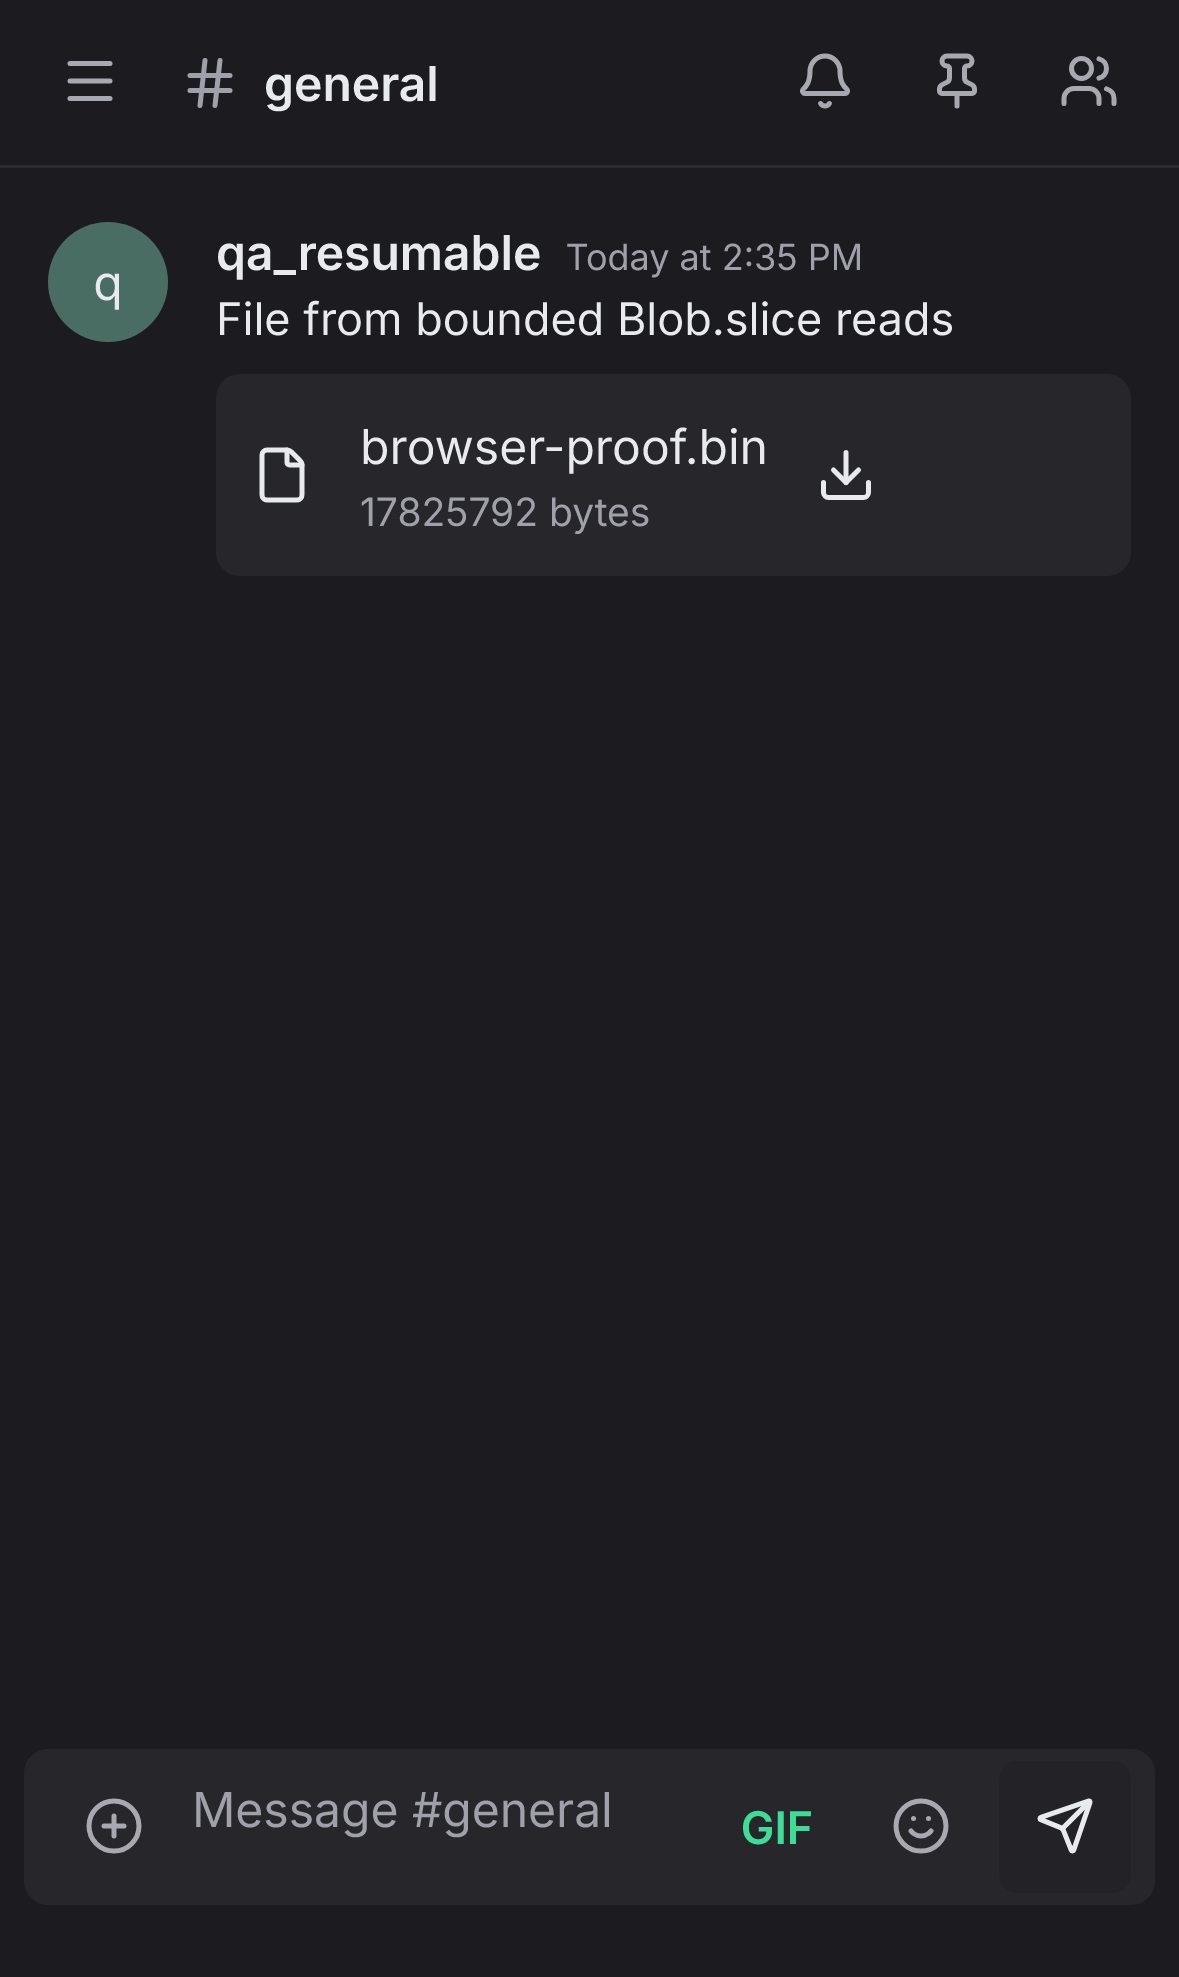 # general
q
qa_resumable Today at 2:35 PM
File from bounded Blob.slice reads
browser-proof.bin
17825792 bytes
Message #general
GIF